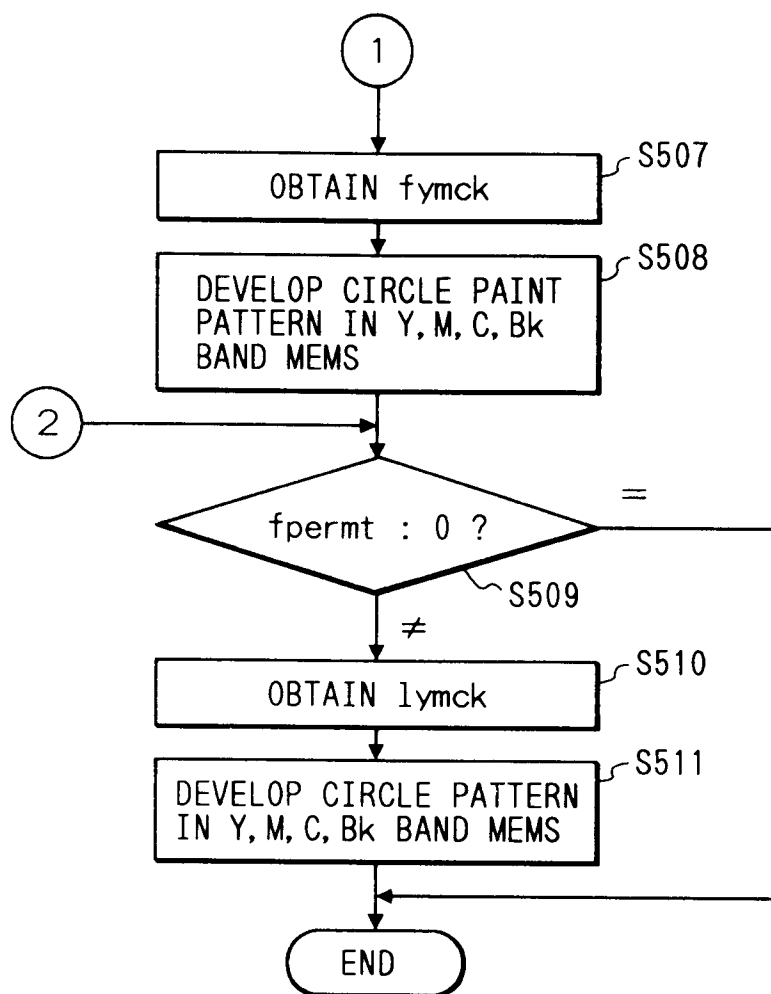 1
OBTAIN fymck
S507
DEVELOP CIRCLE PAINT
PATTERN IN Y, M, C, Bk
BAND MEMS
S508
2
fpermt : 0 ?
=
S509
≠
OBTAIN lymck
S510
DEVELOP CIRCLE PATTERN
IN Y, M, C, Bk BAND MEMS
S511
END